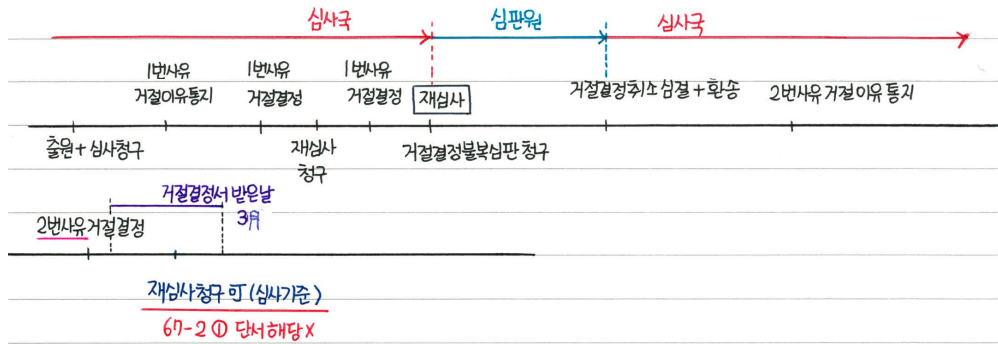 심사국 심판원 심사국
1번사유 1번사유 1번사유
거절이유통지 거절결정 거절결정 재심사 거절결정취소 심결+환송 2번사유 거절이유통지
출원+심사청구 재심사 거절결정불복심판 청구
청구
거절결정서 받은날
3月
2번사유 거절결정
재심사청구 可 (심사기준)
67-2 ① 단서해당 X